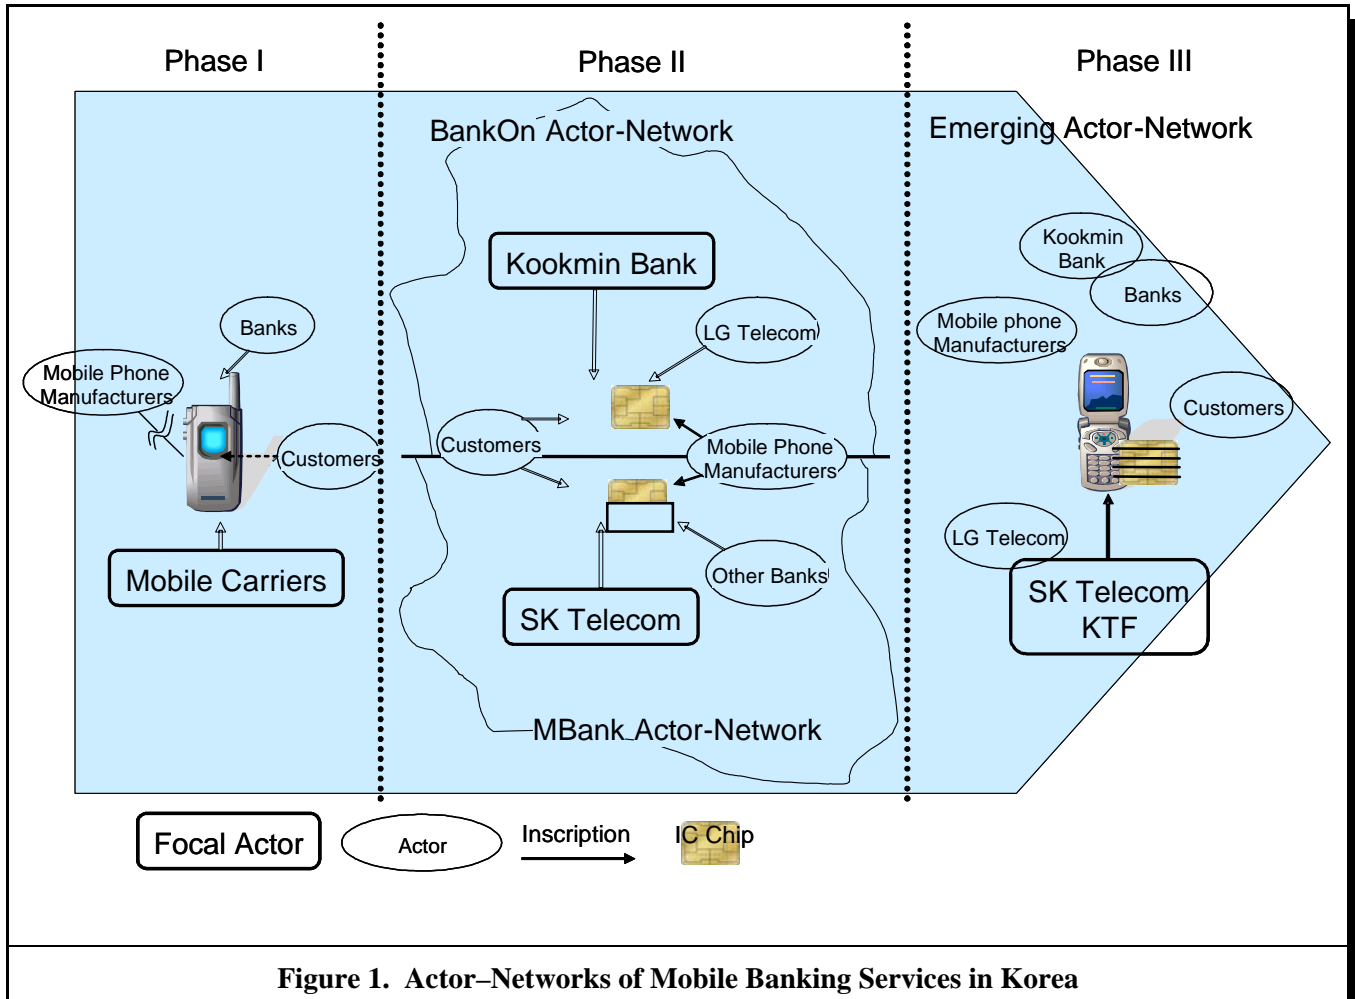 Phase I
Phase II
Phase III
BankOn Actor-Network
Emerging Actor-Network
Kookmin Bank
Kookmin
Bank
Banks
Banks
LG Telecom
Mobile phone
Manufacturers
Mobile Phone
Manufacturers
Customers
Customers
Customers
Mobile Phone
Manufacturers
LG Telecom
Other Banks
Mobile Carriers
SK Telecom
SK Telecom
KTF
MBank Actor-Network
Focal Actor
Actor
Inscription
IC Chip
Figure 1. Actor–Networks of Mobile Banking Services in Korea